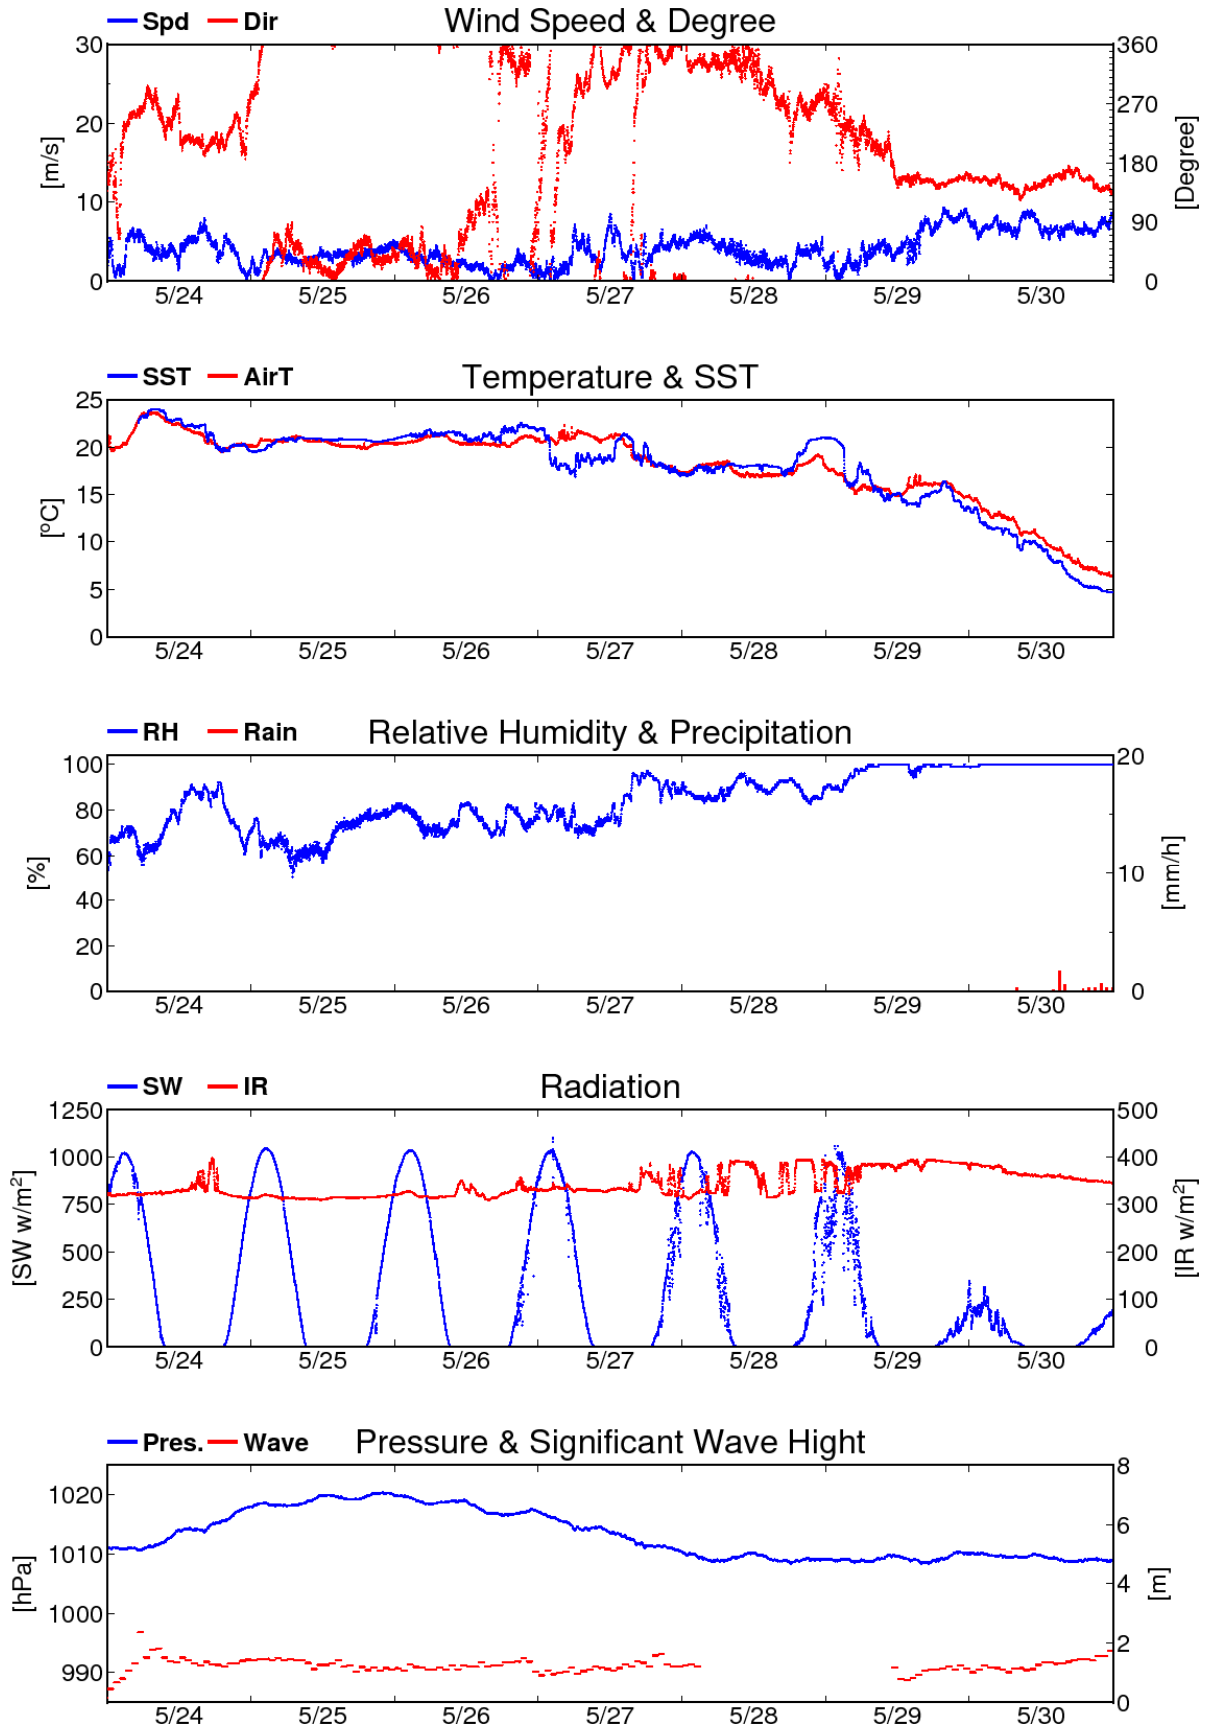 Spd Dir Wind Speed & Degree
30 360
20 270
180
10 90
0 0
[m/s] [Degree]
5/24 5/25 5/26 5/27 5/28 5/29 5/30
SST AirT Temperature & SST
25
20
15
10
5
0
[ºC]
5/24 5/25 5/26 5/27 5/28 5/29 5/30
RH Rain Relative Humidity & Precipitation
100 20
80
60 10
40
20
0 0
[%] [mm/h]
5/24 5/25 5/26 5/27 5/28 5/29 5/30
SW IR Radiation
1250 500
1000 400
750 300
500 200
250 100
0 0
[SW w/m²] [IR w/m²]
5/24 5/25 5/26 5/27 5/28 5/29 5/30
Pres. Wave Pressure & Significant Wave Hight
8
1020 6
1010 4
1000 2
990 0
[hPa] [m]
5/24 5/25 5/26 5/27 5/28 5/29 5/30